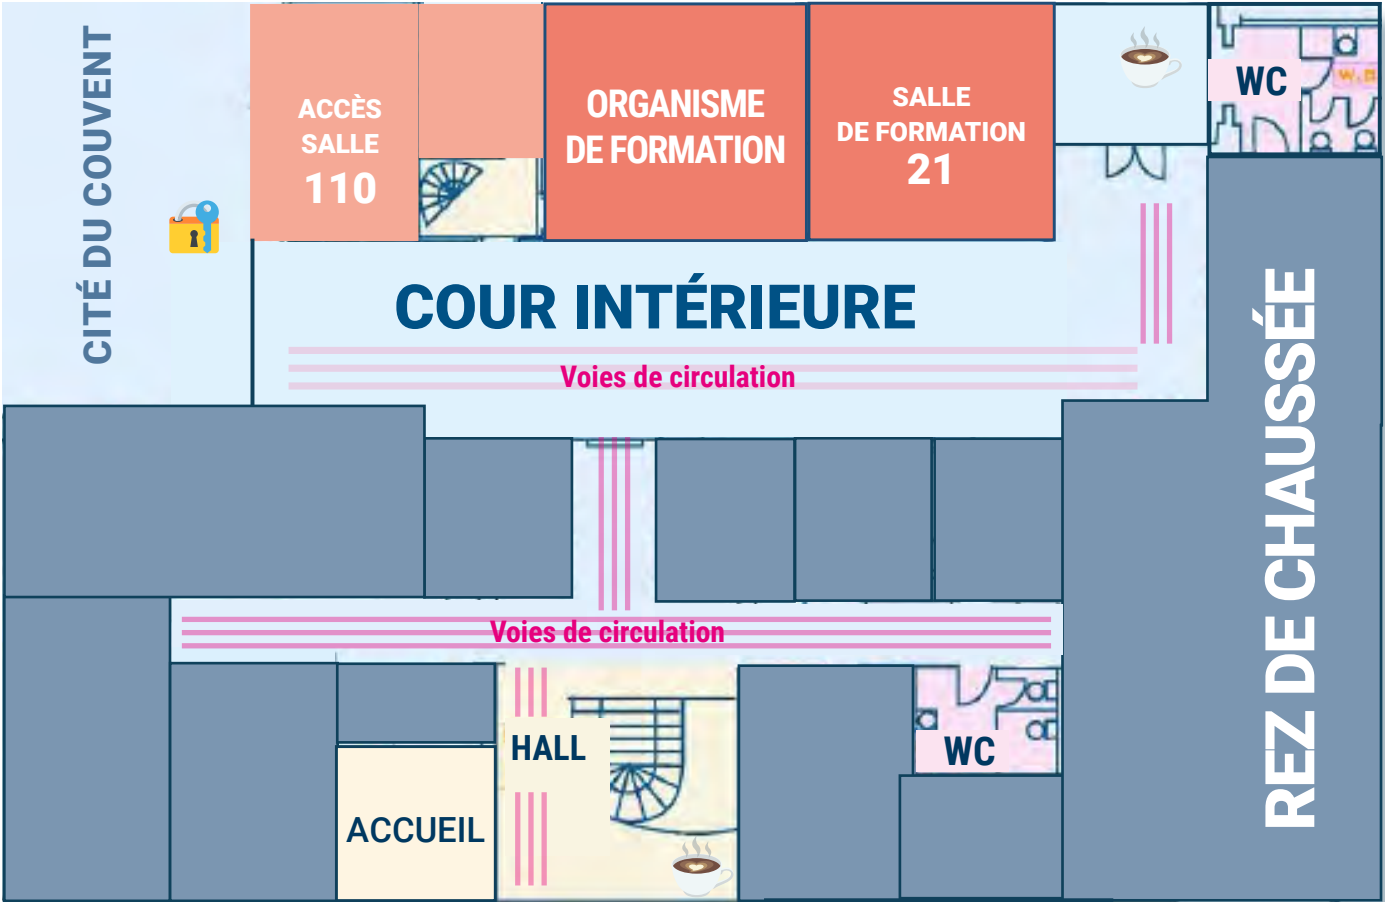 CITÉ DU COUVENT
ACCÈS
SALLE
110
ORGANISME
DE FORMATION
SALLE
DE FORMATION
21
WC
W.B
COUR INTÉRIEURE
Voies de circulation
REZ DE CHAUSSÉE
Voies de circulation
HALL
WC
ACCUEIL